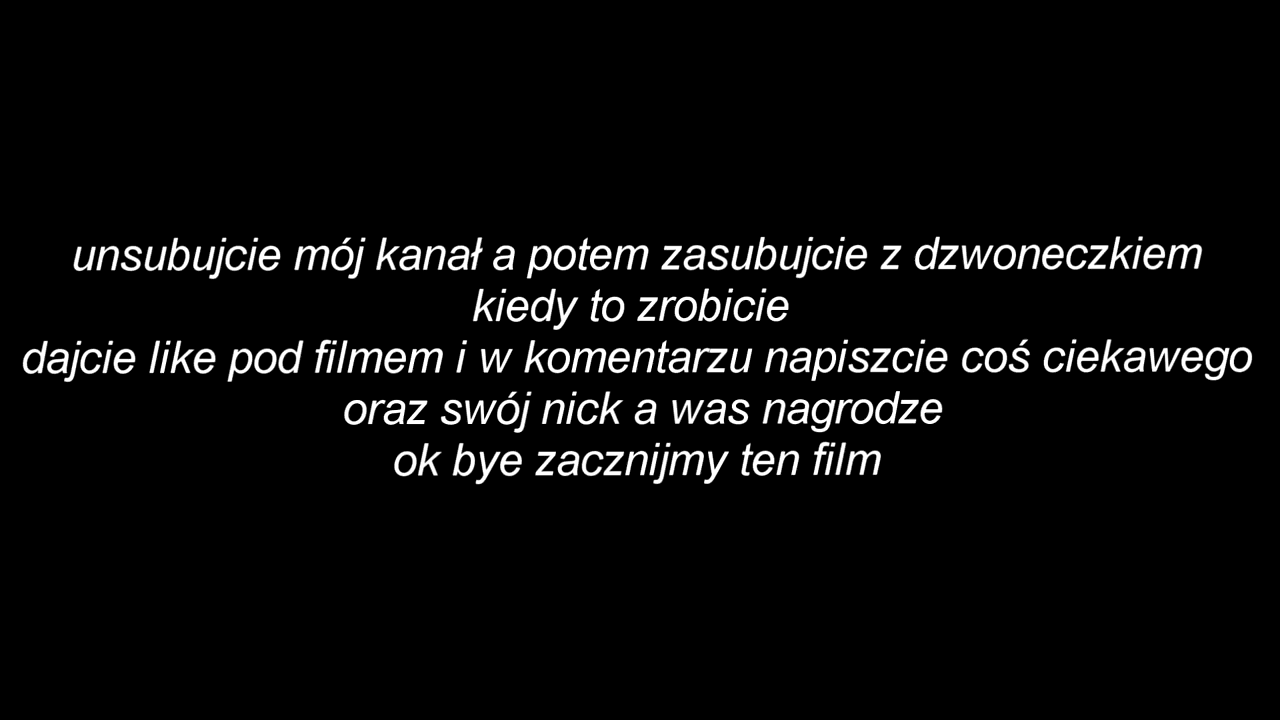 unsubujcie mój kanał a potem zasubujcie z dzwoneczkiem
kiedy to zrobicie
dajcie like pod filmem i w komentarzu napiszcie coś ciekawego
oraz swój nick a was nagrodze
ok bye zacznijmy ten film